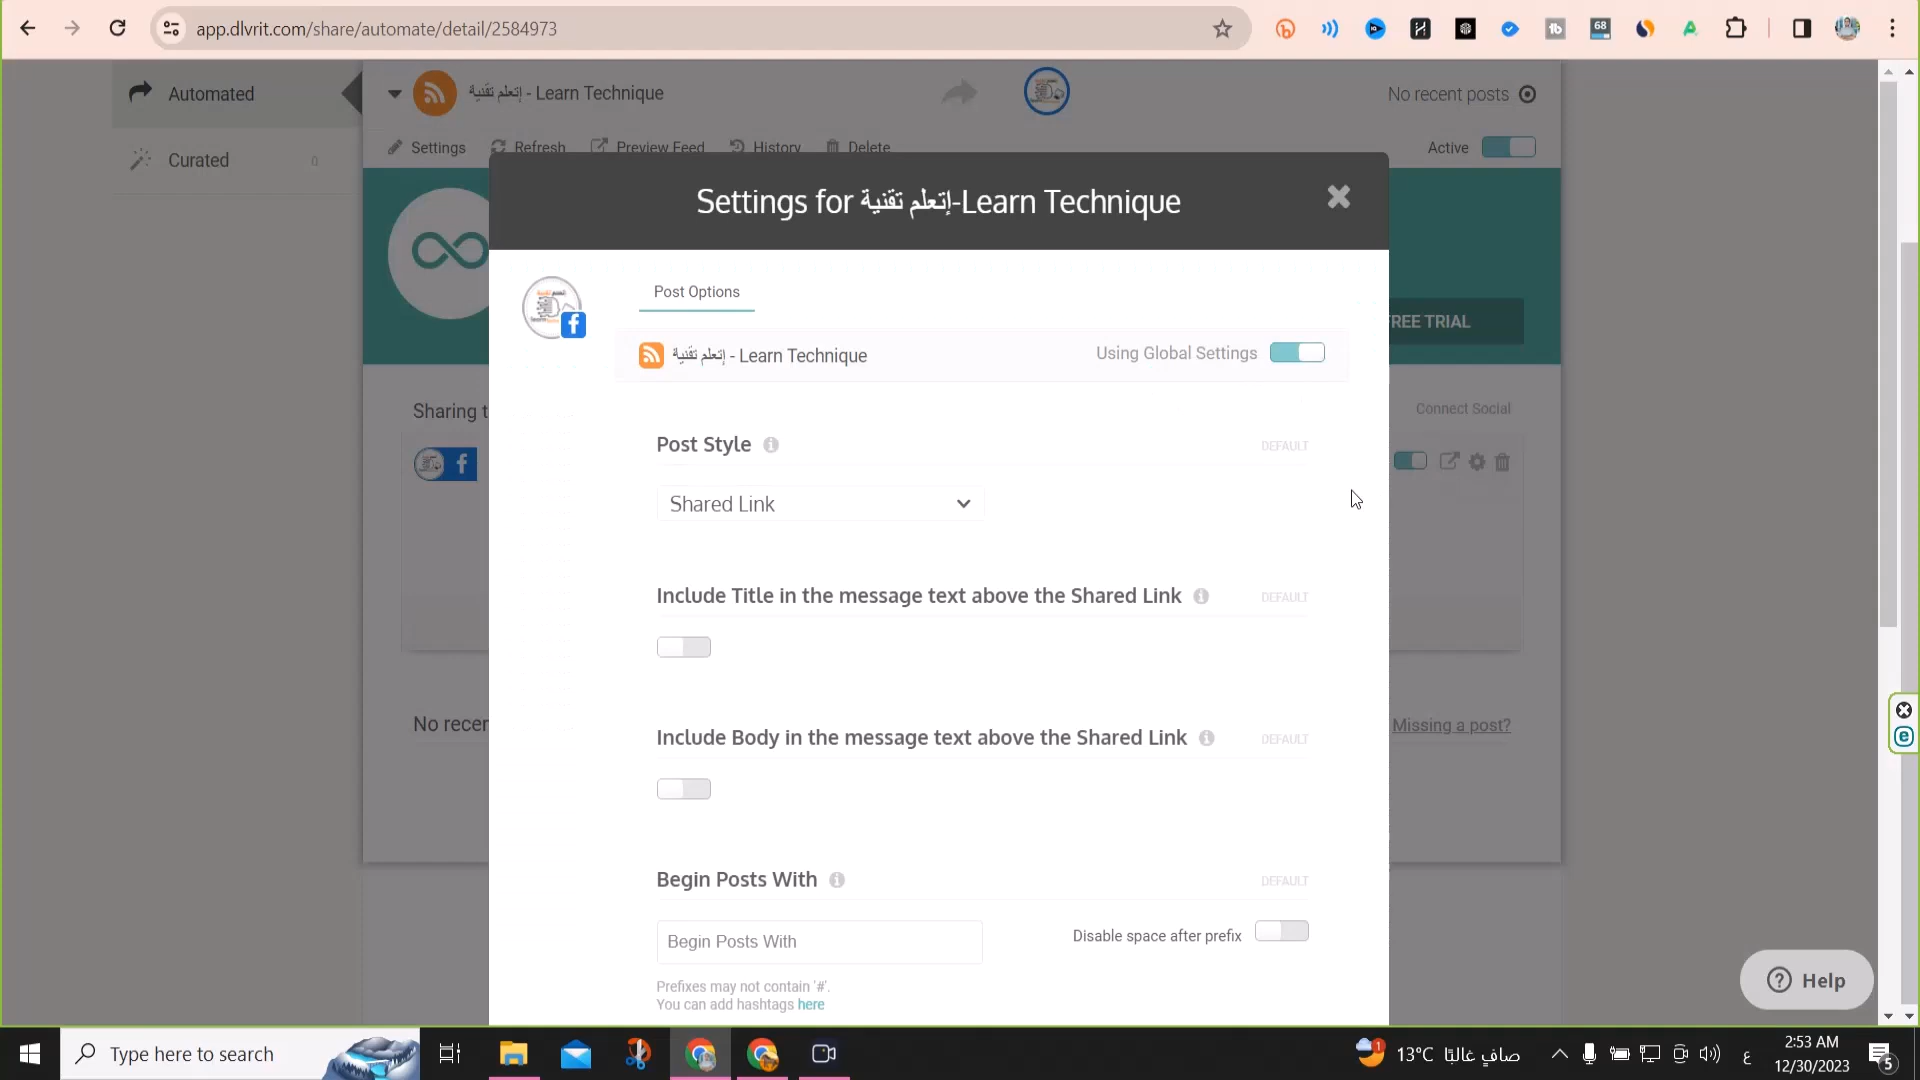 app.dlvrit.com/share/automate/detail/2584973
68
Automated
إتعلم تقنية - Learn Technique
No recent posts
Curated
0
Settings
Refresh
Preview Feed
History
Delete
Active
Settings for إتعلم تقنية-Learn Technique
Post Options
FREE TRIAL
إتعلم تقنية - Learn Technique
Using Global Settings
Sharing t
Connect Social
Post Style
DEFAULT
Shared Link
Include Title in the message text above the Shared Link
DEFAULT
No recer
Missing a post?
Include Body in the message text above the Shared Link
DEFAULT
Begin Posts With
DEFAULT
Begin Posts With
Disable space after prefix
Prefixes may not contain '#'.
You can add hashtags here
Help
Type here to search
1
13°C صافٍ غالبًا
ع
2:53 AM
12/30/2023
5